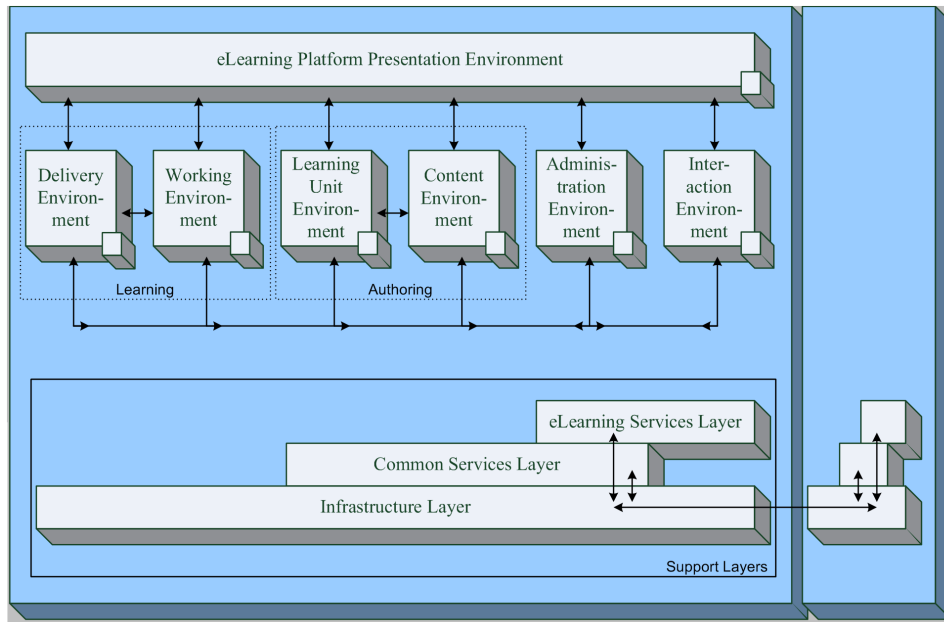 eLearning Platform Presentation Environment
Delivery
Environ-
ment
Working
Environ-
ment
Learning
Unit
Environ-
ment
Content
Environ-
ment
Adminis-
tration
Environ-
ment
Inter-
action
Environ-
ment
Learning
Authoring
eLearning Services Layer
Common Services Layer
Infrastructure Layer
Support Layers